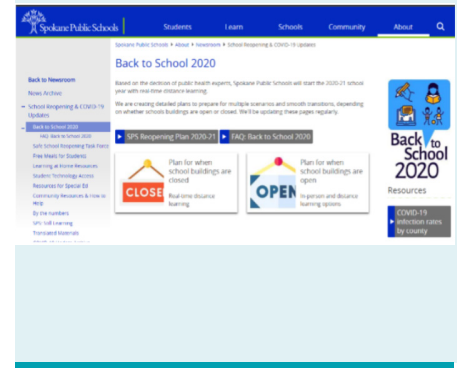 Spokane Public Schools
Students
Learn
Schools
Community
About
Spokane Public Schools > About > Newsroom > School Reopening & COVID-19 Updates
Back to Newsroom
News Archive
School Reopening & COVID-19
Updates
Back to School 2020
FAQ: Back to School 2020
Safe School Reopening Task Force
Free Meals for Students
Learning at Home Resources
Student Technology Access
Resources for Special Ed
Community Resources & How to
Help
By the numbers
Translated Materials
Back to School 2020
Based on the decision of public health experts, Spokane Public Schools will start the 2020-21 school
year with real-time distance learning.
We are creating detailed plans to prepare for multiple scenarios and smooth transitions, depending
on whether schools buildings are open or closed. We'll be updating these pages regularly.
SPS Reopening Plan 2020-21
FAQ: Back to School 2020
CLOSE
Plan for when
school buildings are
closed
Real-time distance
learning
OPEN
Plan for when
school buildings are
open
In-person and distance
learning options
Back to
School
2020
Resources
COVID-19
infection rates
by county